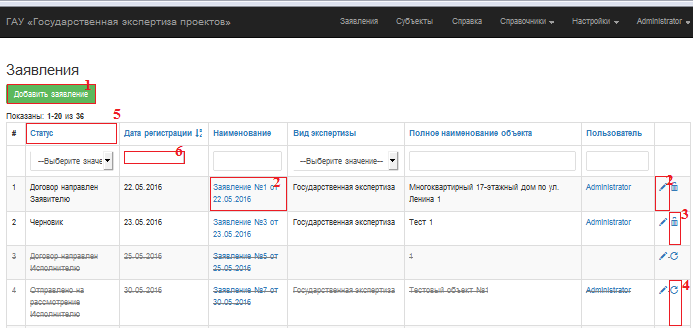 ГАУ «Государственная экспертиза проектов» Заявления Субъекты Справка Справочники Настройки Administrator
Заявления
1
Добавить заявление
Показаны: 1-20 из 36
5
# Статус Дата регистрации Наименование Вид экспертизы Полное наименование объекта Пользователь
6
---Выберите значе ---Выберите значение---
1 Договор направлен Заявителю 22.05.2016 Заявление №1 от 22.05.2016 2 Государственная экспертиза Многоквартирный 17-этажный дом по ул. Ленина 1 Administrator 2
2 Черновик 23.05.2016 Заявление №3 от 23.05.2016 Государственная экспертиза Тест 1 Administrator 3
3 Договор направлен Исполнителю 25.05.2016 Заявление №5 от 25.05.2016 1
4 Отправлено на рассмотрение Исполнителю 30.05.2016 Заявление №7 от 30.05.2016 Государственная экспертиза Тестовый объект №1 Administrator 4